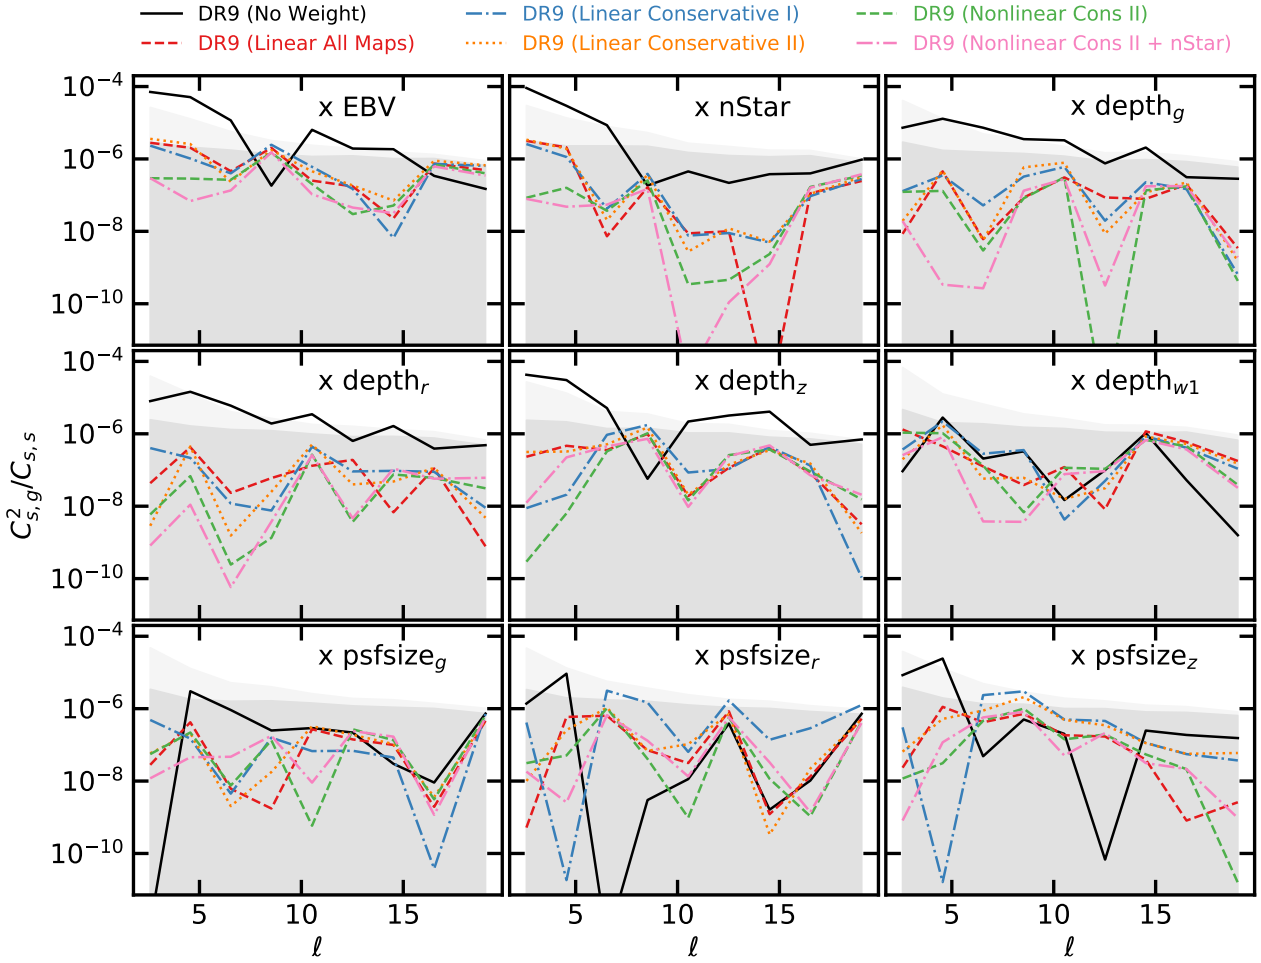 DR9 (No Weight) DR9 (Linear Conservative I) DR9 (Nonlinear Cons II)
DR9 (Linear All Maps) DR9 (Linear Conservative II) DR9 (Nonlinear Cons II + nStar)
10⁻⁴ x EBV x nStar x depth_g
10⁻⁶
10⁻⁸
10⁻¹⁰
10⁻⁴ x depth_r x depth_z x depth_w1
10⁻⁶
10⁻⁸
10⁻¹⁰
C²_{s,g}/C_{s,s}
10⁻⁴ x psfsize_g x psfsize_r x psfsize_z
10⁻⁶
10⁻⁸
10⁻¹⁰
5 10 15 5 10 15 5 10 15
ℓ ℓ ℓ